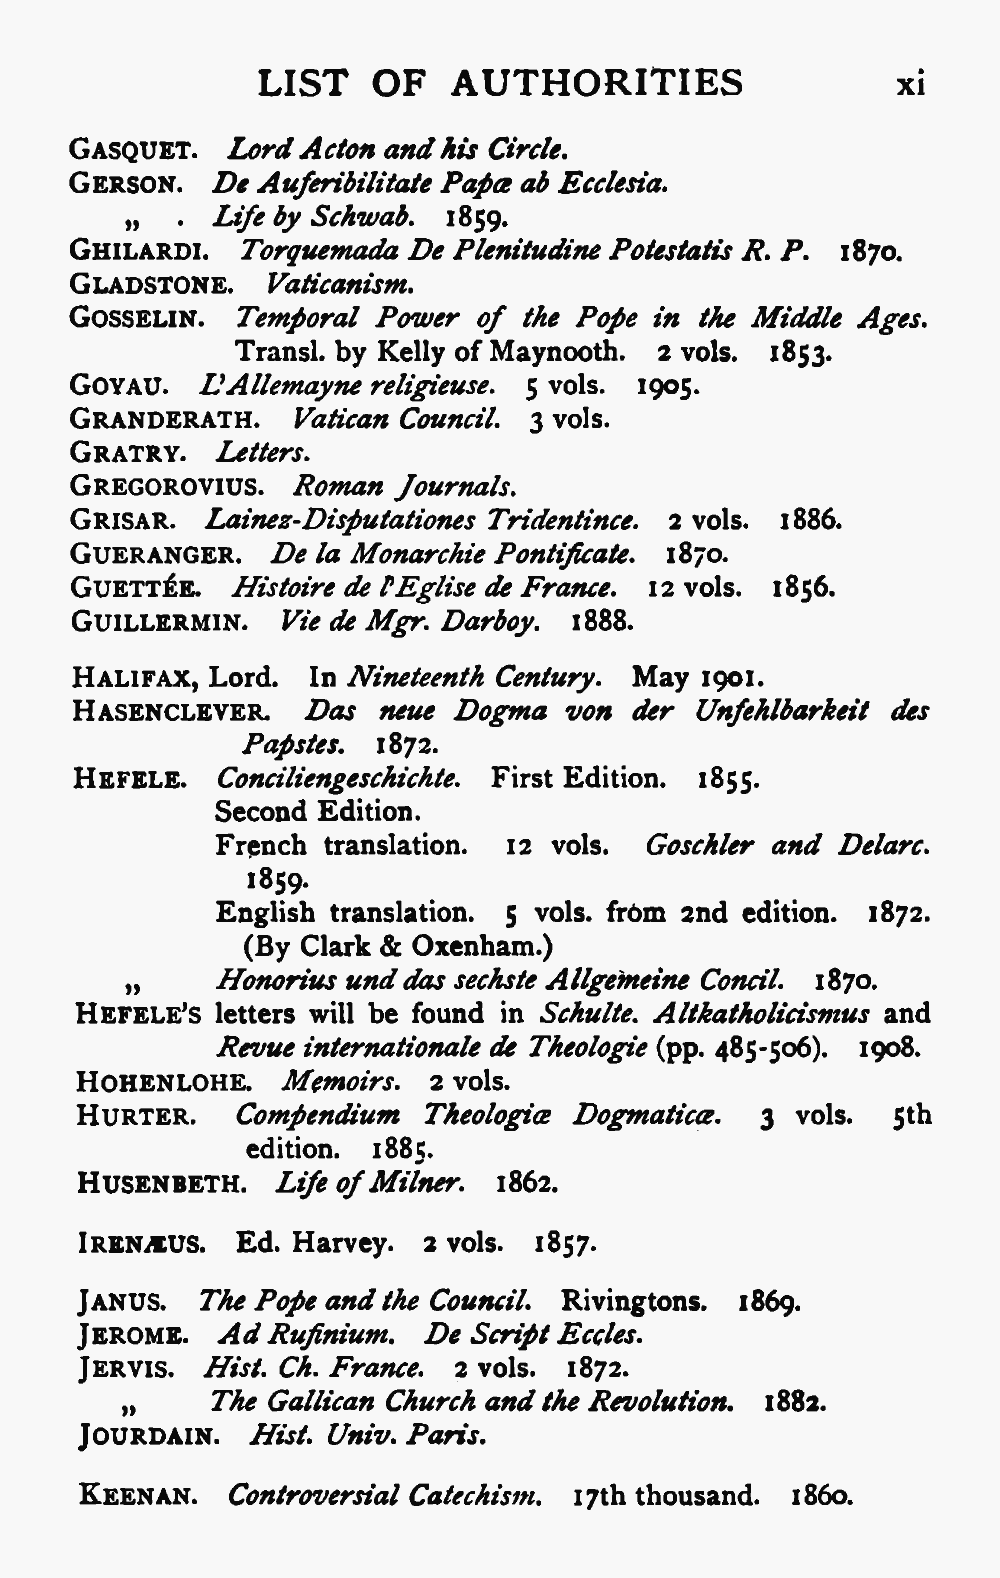 LIST OF AUTHORITIES xi
GASQUET. Lord Acton and his Circle.
GERSON. De Auferibilitate Papæ ab Ecclesia.
„ . Life by Schwab. 1859.
GHILARDI. Torquemada De Plenitudine Potestatis R. P. 1870.
GLADSTONE. Vaticanism.
GOSSELIN. Temporal Power of the Pope in the Middle Ages.
Transl. by Kelly of Maynooth. 2 vols. 1853.
GOYAU. L'Allemayne religieuse. 5 vols. 1905.
GRANDERATH. Vatican Council. 3 vols.
GRATRY. Letters.
GREGOROVIUS. Roman Journals.
GRISAR. Lainez-Disputationes Tridentince. 2 vols. 1886.
GUERANGER. De la Monarchie Pontificate. 1870.
GUETTÉE. Histoire de l'Eglise de France. 12 vols. 1856.
GUILLERMIN. Vie de Mgr. Darboy. 1888.
HALIFAX, Lord. In Nineteenth Century. May 1901.
HASENCLEVER. Das neue Dogma von der Unfehlbarkeit des
Papstes. 1872.
HEFELE. Conciliengeschichte. First Edition. 1855.
Second Edition.
French translation. 12 vols. Goschler and Delarc.
1859.
English translation. 5 vols. from 2nd edition. 1872.
(By Clark & Oxenham.)
„ Honorius und das sechste Allgemeine Concil. 1870.
HEFELE'S letters will be found in Schulte. Altkatholicismus and
Revue internationale de Theologie (pp. 485-506). 1908.
HOHENLOHE. Memoirs. 2 vols.
HURTER. Compendium Theologiæ Dogmaticæ. 3 vols. 5th
edition. 1885.
HUSENBETH. Life of Milner. 1862.
IRENÆUS. Ed. Harvey. 2 vols. 1857.
JANUS. The Pope and the Council. Rivingtons. 1869.
JEROME. Ad Rufinium. De Script Eccles.
JERVIS. Hist. Ch. France. 2 vols. 1872.
„ The Gallican Church and the Revolution. 1882.
JOURDAIN. Hist. Univ. Paris.
KEENAN. Controversial Catechism. 17th thousand. 1860.